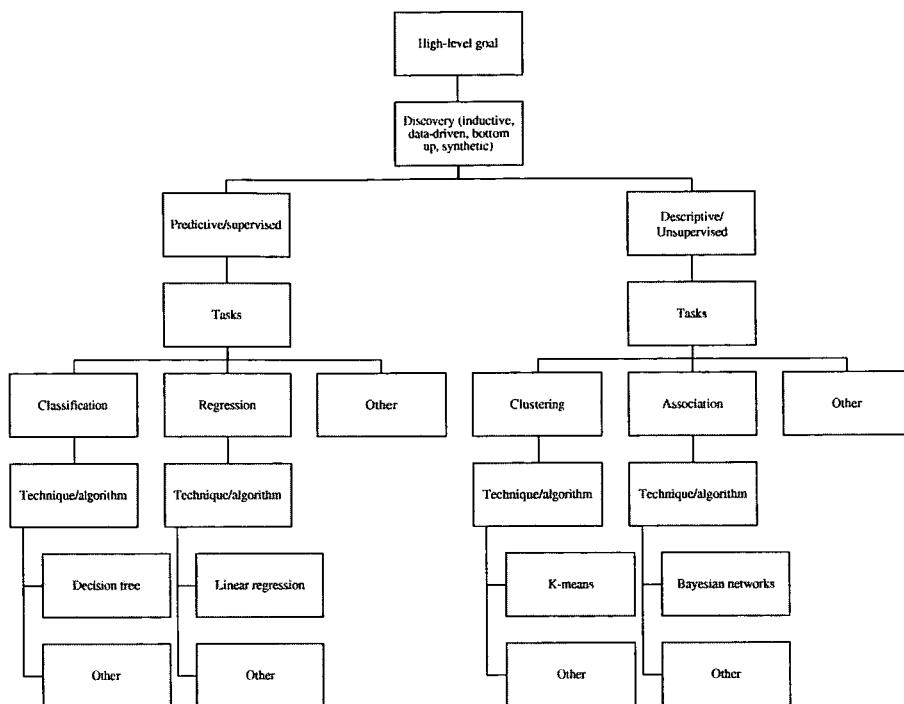 High-level goal
Discovery (inductive,
data-driven, bottom
up, synthetic)
Predictive/supervised
Descriptive/
Unsupervised
Tasks
Tasks
Classification
Regression
Other
Clustering
Association
Other
Technique/algorithm
Technique/algorithm
Technique/algorithm
Technique/algorithm
Decision tree
Linear regression
K-means
Bayesian networks
Other
Other
Other
Other